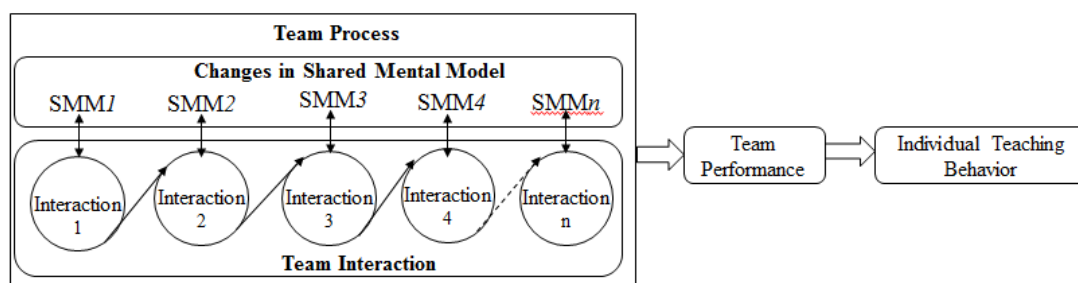 Team Process
Changes in Shared Mental Model
SMM1 SMM2 SMM3 SMM4 SMMn
Interaction 1
Interaction 2
Interaction 3
Interaction 4
Interaction n
Team Interaction
Team
Performance
Individual Teaching
Behavior